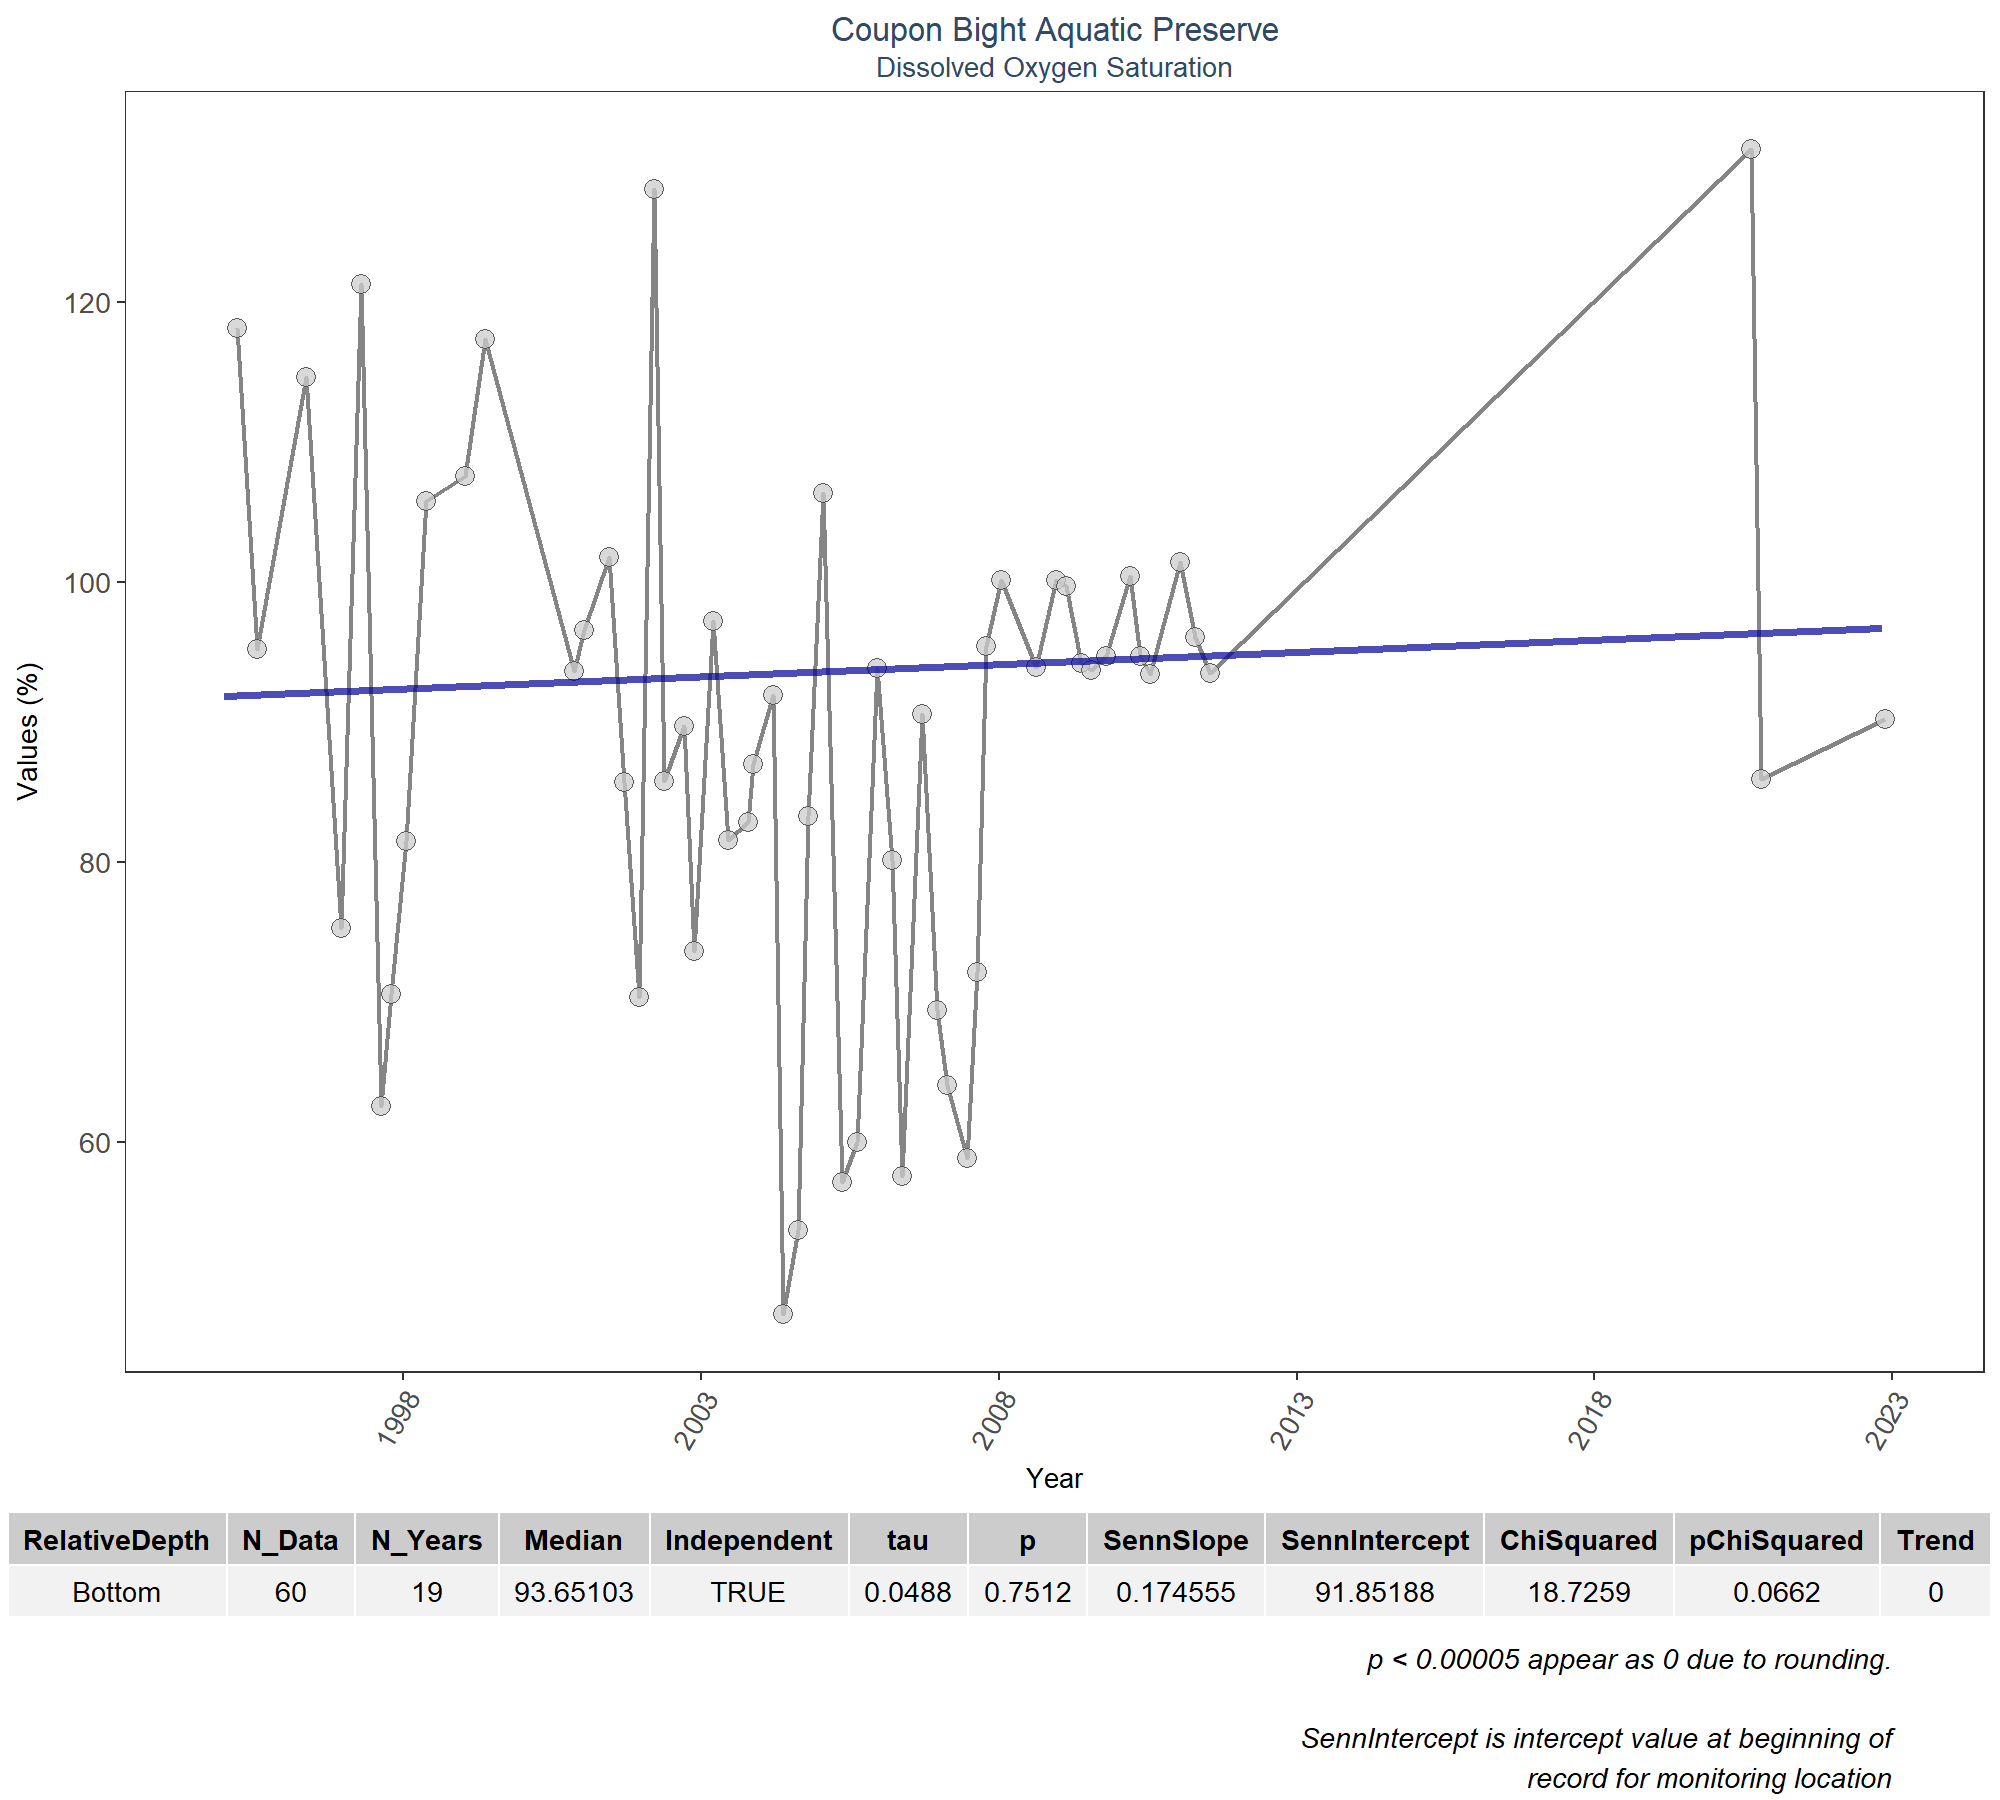 Coupon Bight Aquatic Preserve
Dissolved Oxygen Saturation
Values (%)
120
100
80
60
1998 2003 2008 2013 2018 2023
Year
RelativeDepth N_Data N_Years Median Independent tau p SennSlope SennIntercept ChiSquared pChiSquared Trend
Bottom 60 19 93.65103 TRUE 0.0488 0.7512 0.174555 91.85188 18.7259 0.0662 0
p < 0.00005 appear as 0 due to rounding.
SennIntercept is intercept value at beginning of
record for monitoring location